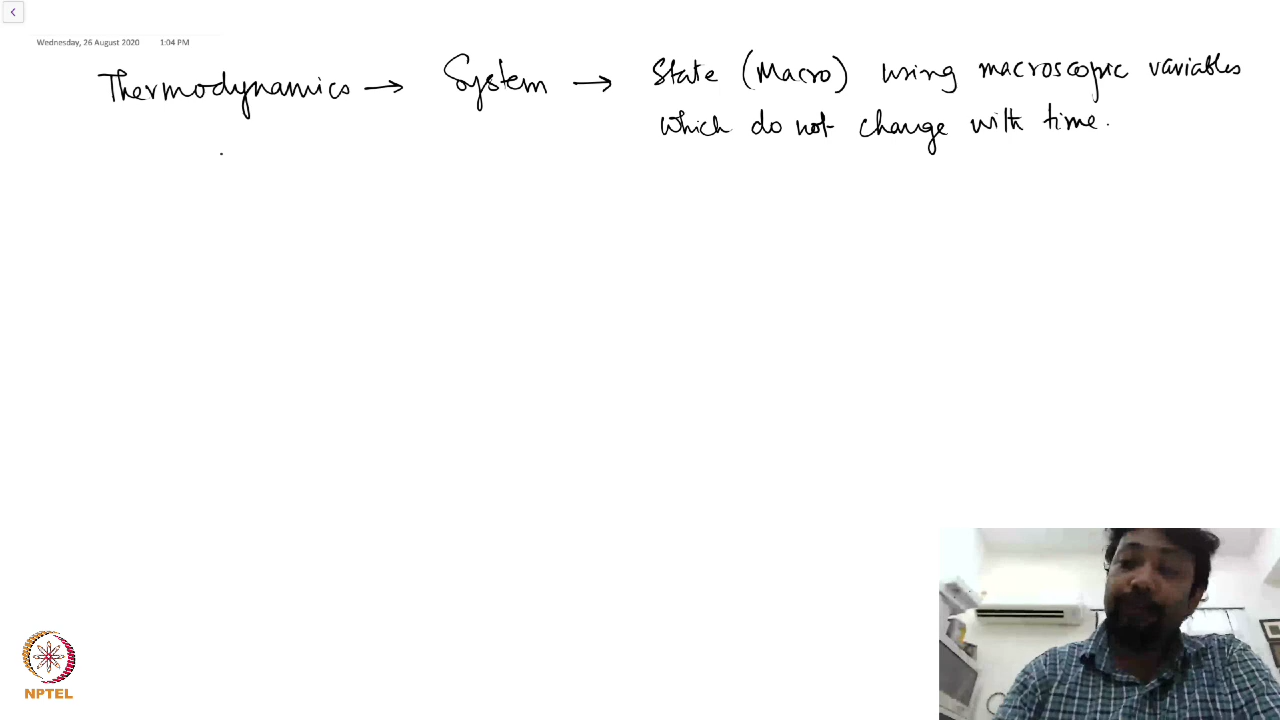 Wednesday, 26 August 2020 1:04 PM
Thermodynamics → System → State (Macro) using macroscopic variables
which do not change with time.
NPTEL